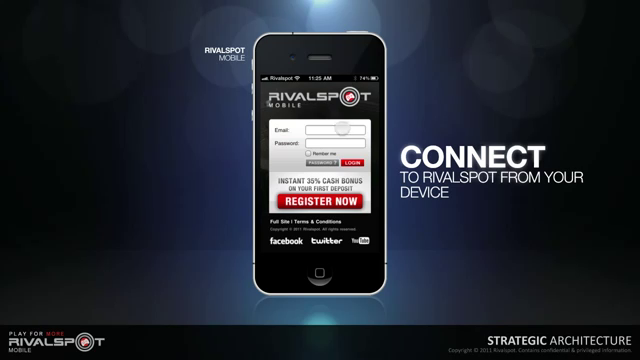 RIVALSPOT
MOBILE
Rivalspot 11:25 AM 74%
RIVALSPOT
MOBILE
Email:
Password:
Rember me
PASSWORD ? LOGIN
INSTANT 35% CASH BONUS
ON YOUR FIRST DEPOSIT
REGISTER NOW
Full Site | Terms & Conditions
Copyright © 2011 Rivalspot. All rights reserved.
facebook twitter YouTube
CONNECT
TO RIVALSPOT FROM YOUR
DEVICE
PLAY FOR MORE
RIVALSPOT
MOBILE
STRATEGIC ARCHITECTURE
Copyright © 2011 Rivalspot. Contents confidential & privileged information.